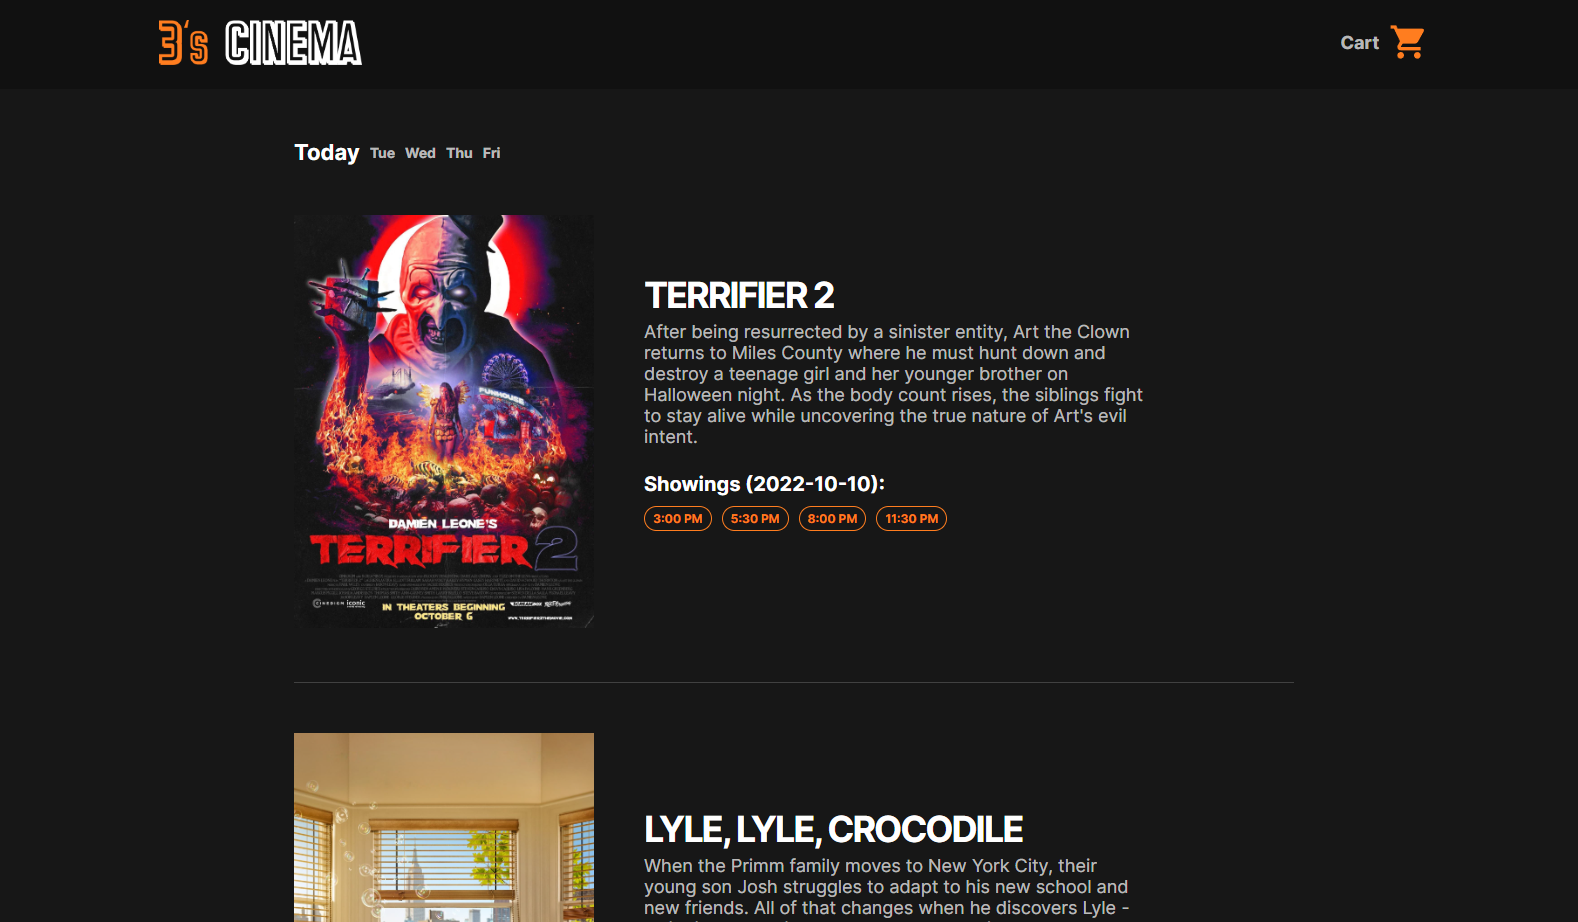 3's CINEMA
Cart
Today Tue Wed Thu Fri
FUNHOUSE
DAMIEN LEONE'S
TERRIFIER 2
IN THEATERS BEGINNING
OCTOBER 6
TERRIFIER 2
After being resurrected by a sinister entity, Art the Clown
returns to Miles County where he must hunt down and
destroy a teenage girl and her younger brother on
Halloween night. As the body count rises, the siblings fight
to stay alive while uncovering the true nature of Art's evil
intent.
Showings (2022-10-10):
3:00 PM 5:30 PM 8:00 PM 11:30 PM
LYLE, LYLE, CROCODILE
When the Primm family moves to New York City, their
young son Josh struggles to adapt to his new school and
new friends. All of that changes when he discovers Lyle -